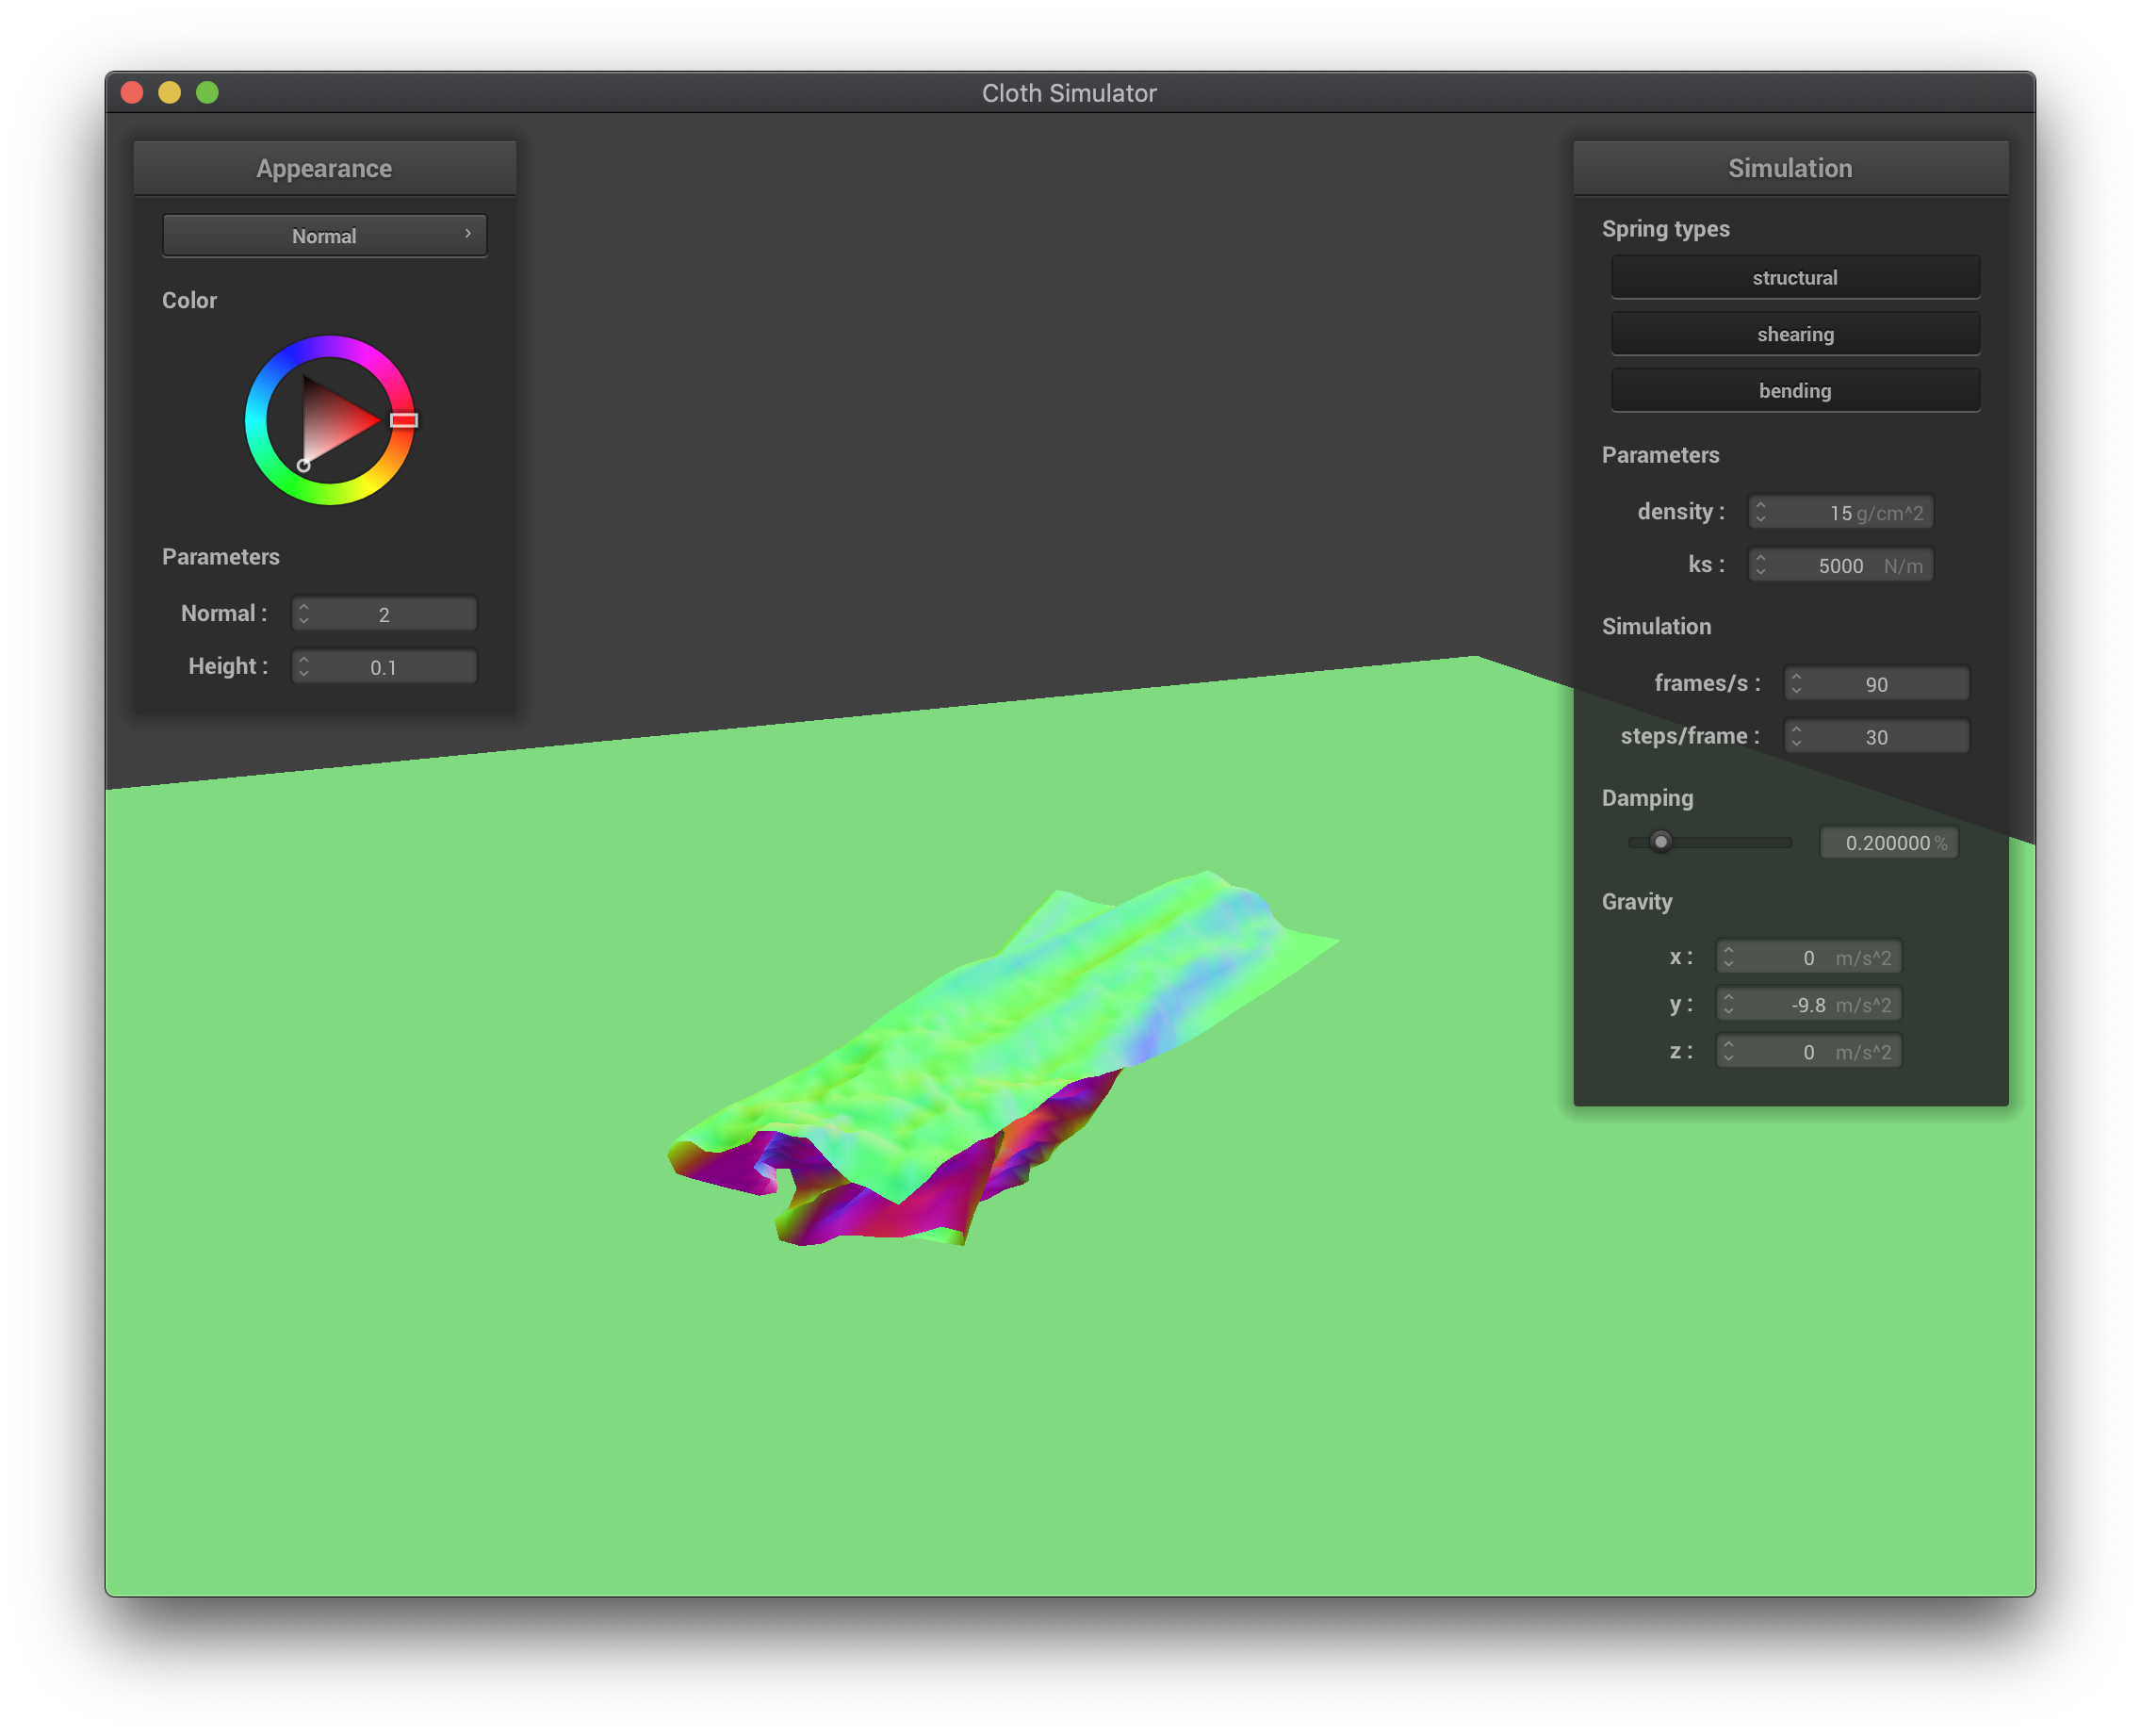 Cloth Simulator
Appearance
Normal
Color
Parameters
Normal : 2
Height : 0.1
Simulation
Spring types
structural
shearing
bending
Parameters
density : 15 g/cm^2
ks : 5000 N/m
Simulation
frames/s : 90
steps/frame : 30
Damping
0.200000 %
Gravity
x : 0 m/s^2
y : -9.8 m/s^2
z : 0 m/s^2